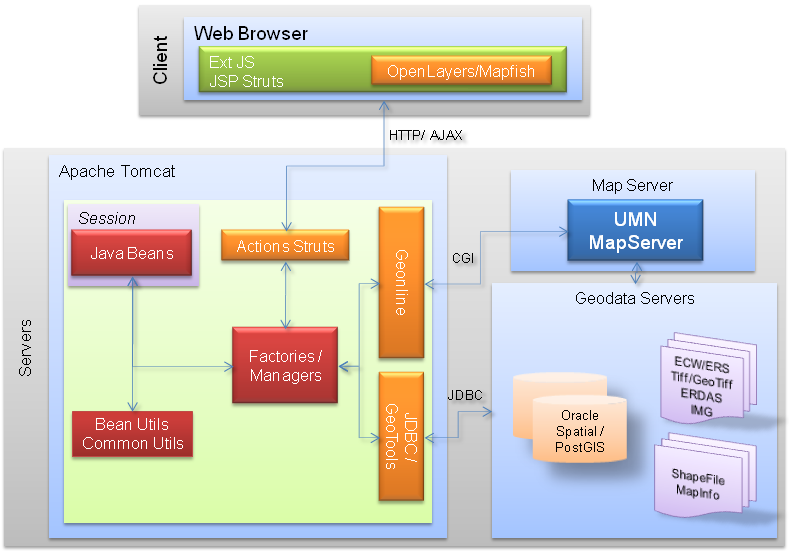 Client
Web Browser
Ext JS
JSP Struts
OpenLayers/Mapfish
HTTP/ AJAX
Servers
Apache Tomcat
Session
Java Beans
Actions Struts
Geonline
Factories /
Managers
Bean Utils
Common Utils
JDBC /
GeoTools
CGI
JDBC
Map Server
UMN
MapServer
Geodata Servers
Oracle
Spatial /
PostGIS
ECW/ERS
Tiff/GeoTiff
ERDAS
IMG
ShapeFile
MapInfo